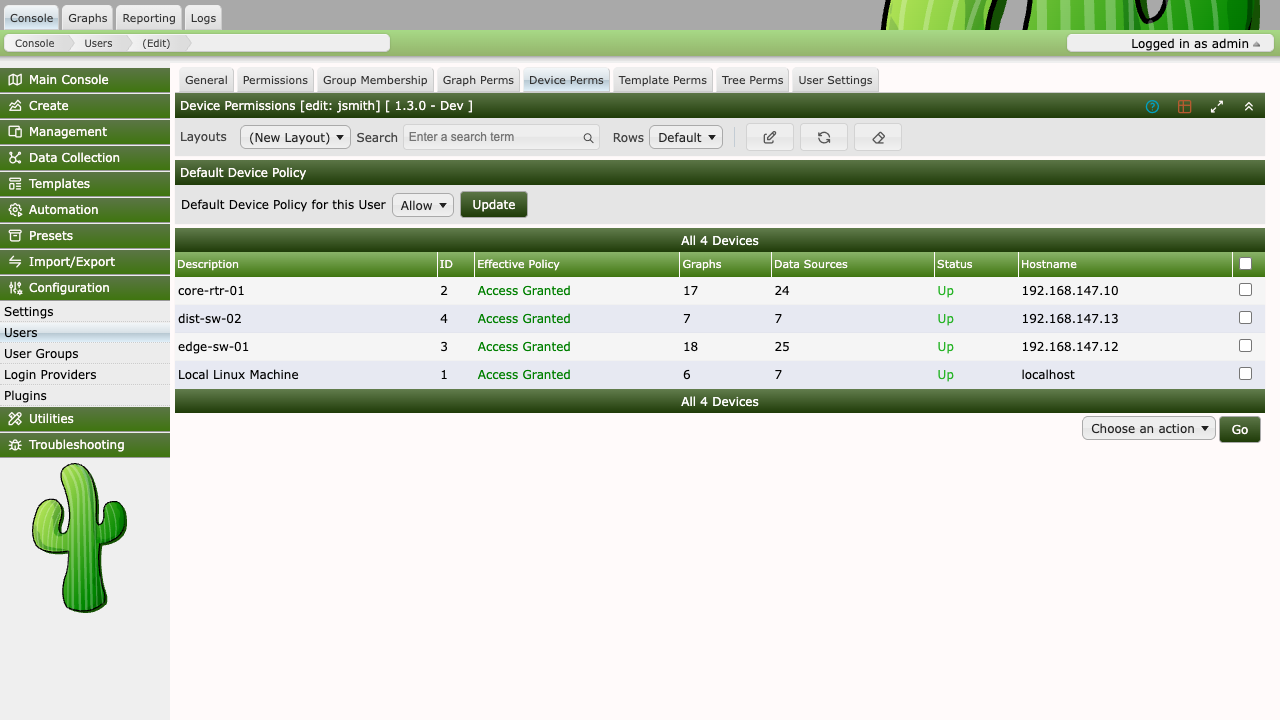 Console Graphs Reporting Logs
Console Users (Edit) Logged in as admin
Main Console
Create
Management
Data Collection
Templates
Automation
Presets
Import/Export
Configuration
Settings
Users
User Groups
Login Providers
Plugins
Utilities
Troubleshooting
General Permissions Group Membership Graph Perms Device Perms Template Perms Tree Perms User Settings
Device Permissions [edit: jsmith] [ 1.3.0 - Dev ]
Layouts (New Layout) Search Enter a search term Rows Default
Default Device Policy
Default Device Policy for this User Allow Update
All 4 Devices
Description ID Effective Policy Graphs Data Sources Status Hostname
core-rtr-01 2 Access Granted 17 24 Up 192.168.147.10
dist-sw-02 4 Access Granted 7 7 Up 192.168.147.13
edge-sw-01 3 Access Granted 18 25 Up 192.168.147.12
Local Linux Machine 1 Access Granted 6 7 Up localhost
All 4 Devices
Choose an action Go